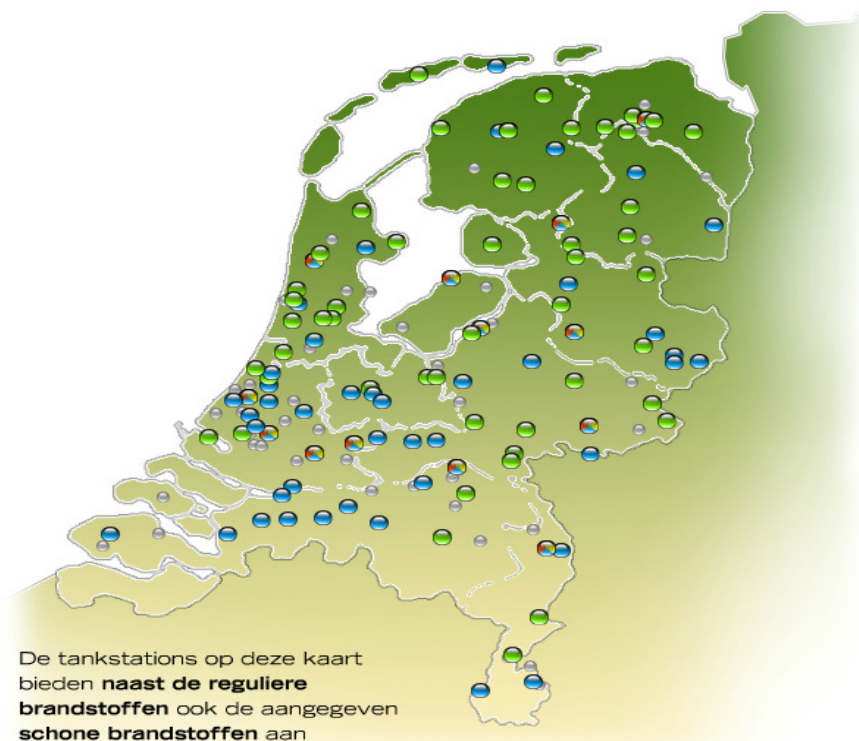 De tankstations op deze kaart
bieden naast de reguliere
brandstoffen ook de aangegeven
schone brandstoffen aan